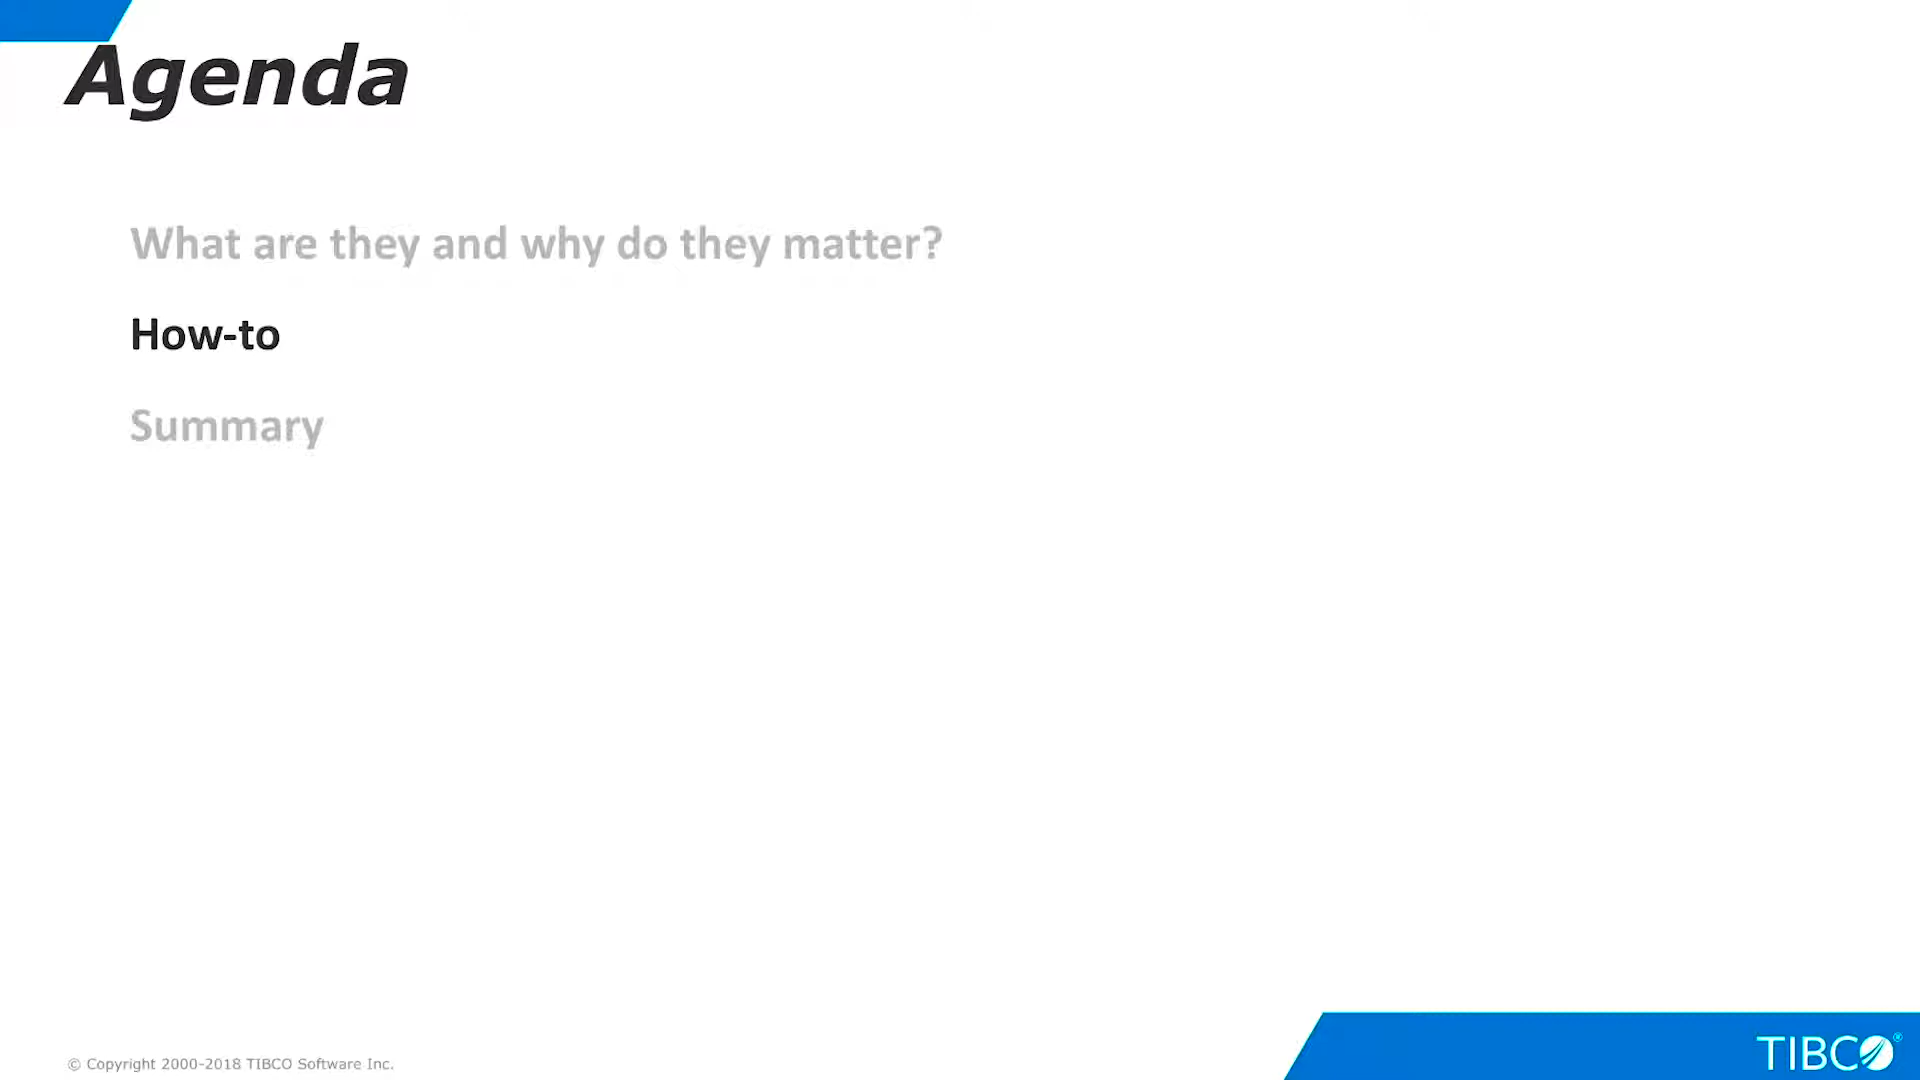 Agenda
What are they and why do they matter?
How-to
Summary
© Copyright 2000-2018 TIBCO Software Inc.
TIBCO®